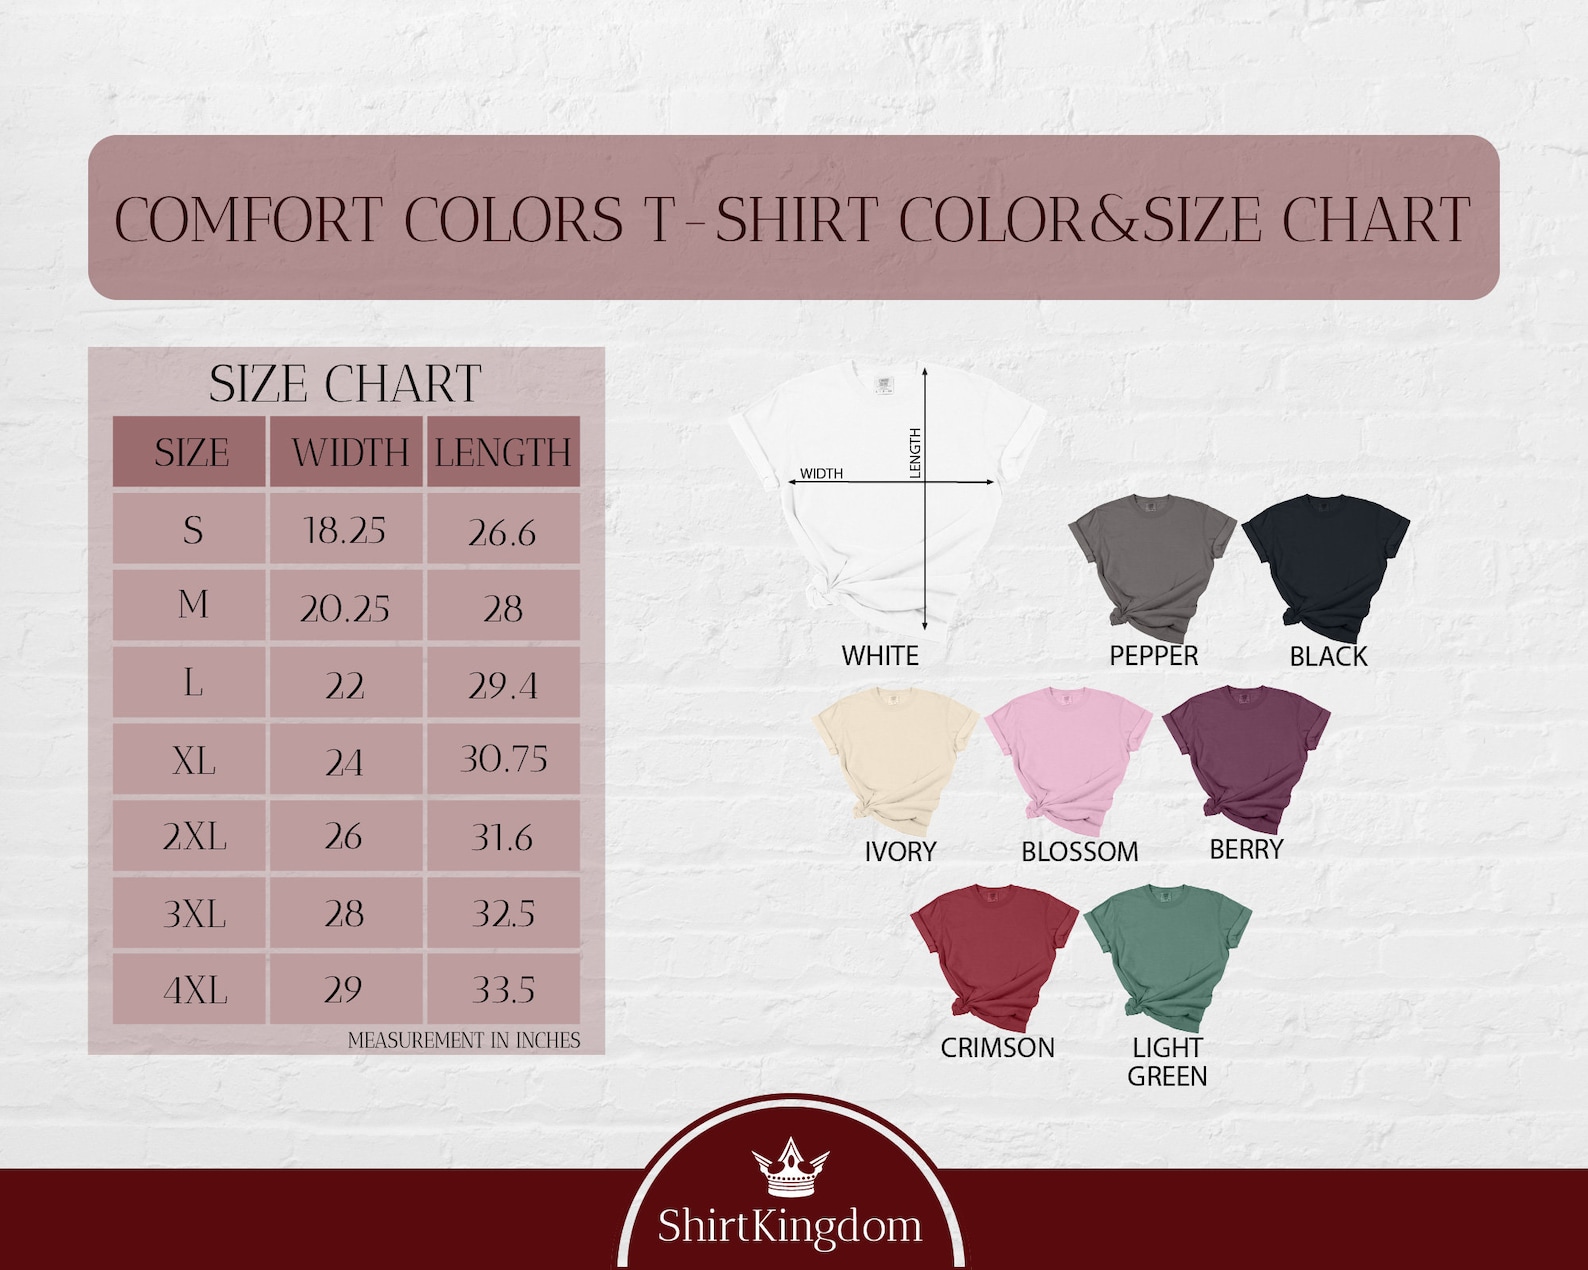 COMFORT COLORS T-SHIRT COLOR&SIZE CHART
SIZE CHART
SIZE WIDTH LENGTH
S 18.25 26.6
M 20.25 28
L 22 29.4
XL 24 30.75
2XL 26 31.6
3XL 28 32.5
4XL 29 33.5
MEASUREMENT IN INCHES
WIDTH
LENGTH
WHITE
PEPPER
BLACK
IVORY
BLOSSOM
BERRY
CRIMSON
LIGHT
GREEN
ShirtKingdom